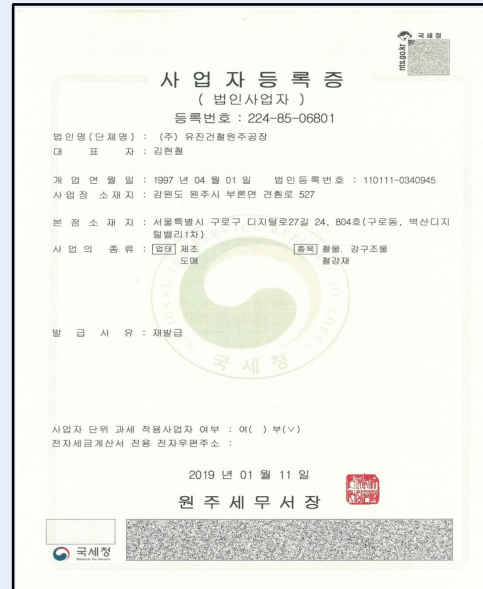 국세청
nts.go.kr
사업자등록증
( 법인사업자 )
등록번호 : 224-85-06801
법인명(단체명) : (주) 유진건철원주공장
대 표 자 : 김현철
개 업 연 월 일 : 1997 년 04 월 01 일 법인등록번호 : 110111-0340945
사업장 소재지 : 강원도 원주시 부론면 견훤로 527
본 점 소 재 지 : 서울특별시 구로구 디지털로27길 24, 804호(구로동, 벽산디지
털밸리1차)
사 업 의 종 류 : 업태 제조 종목 철물. 강구조물
도매 철강재
국세청
발 급 사 유 : 재발급
사업자 단위 과세 적용사업자 여부 : 여( ) 부(∨)
전자세금계산서 전용 전자우편주소 :
2019 년 01 월 11 일
원주세무서장
국세청
National Tax Service